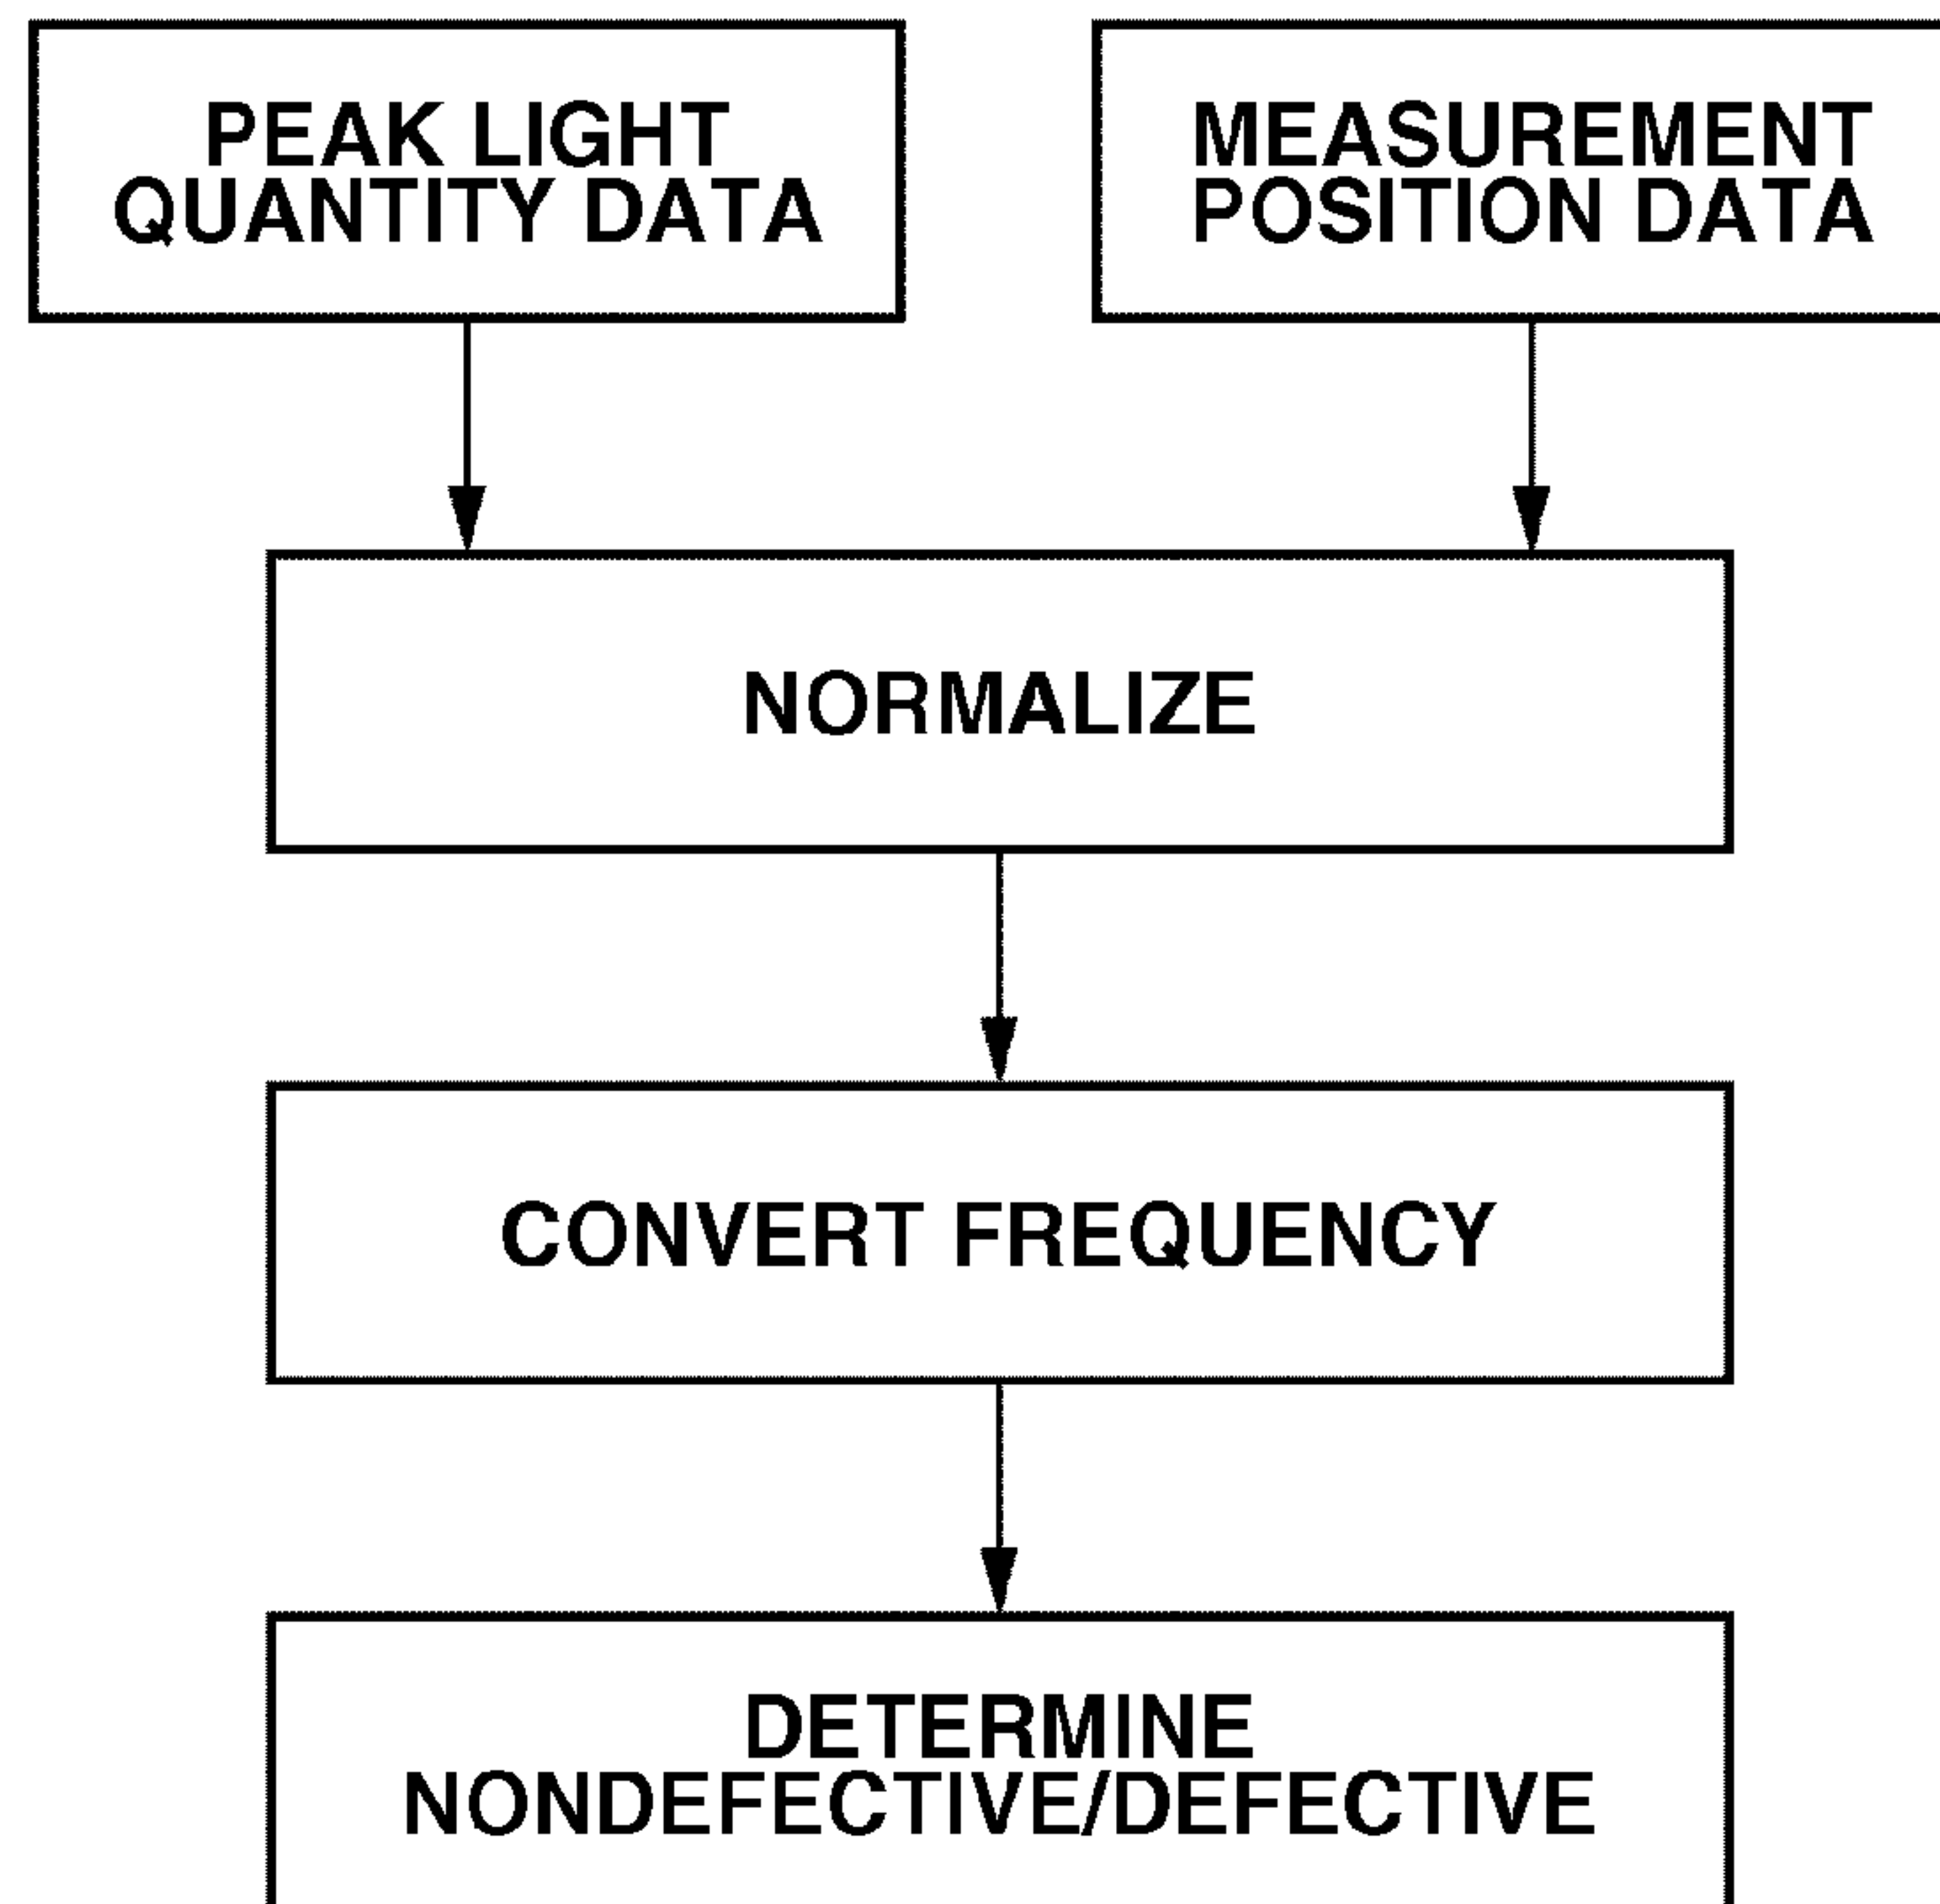 PEAK LIGHT
QUANTITY DATA
MEASUREMENT
POSITION DATA
NORMALIZE
CONVERT FREQUENCY
DETERMINE
NONDEFECTIVE/DEFECTIVE